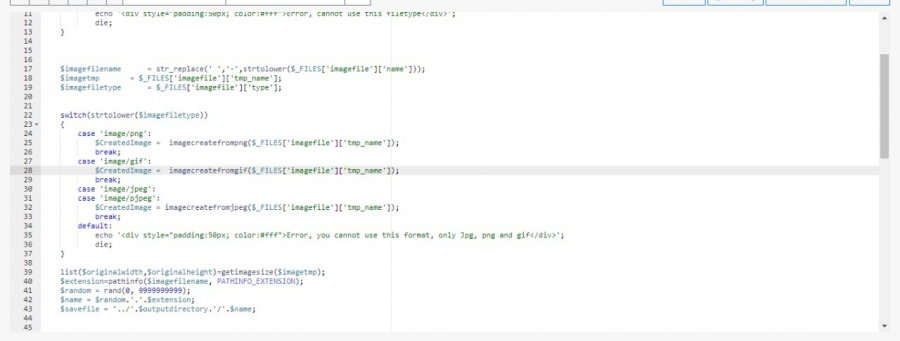 11 echo '<div style="padding:50px; color:#fff">Error, cannot use this filetype</div>';
12 die;
13 }
14
15
16
17 $imagefilename = str_replace(' ','-',strtolower($_FILES['imagefile']['name']));
18 $imagetmp = $_FILES['imagefile']['tmp_name'];
19 $imagefiletype = $_FILES['imagefile']['type'];
20
21
22 switch(strtolower($imagefiletype))
23 {
24 case 'image/png':
25 $CreatedImage = imagecreatefrompng($_FILES['imagefile']['tmp_name']);
26 break;
27 case 'image/gif':
28 $CreatedImage = imagecreatefromgif($_FILES['imagefile']['tmp_name']);
29 break;
30 case 'image/jpeg':
31 case 'image/pjpeg':
32 $CreatedImage = imagecreatefromjpeg($_FILES['imagefile']['tmp_name']);
33 break;
34 default:
35 echo '<div style="padding:50px; color:#fff">Error, you cannot use this format, only Jpg, png and gif</div>';
36 die;
37 }
38
39 list($originalwidth,$originalheight)=getimagesize($imagetmp);
40 $extension=pathinfo($imagefilename, PATHINFO_EXTENSION);
41 $random = rand(0, 9999999999);
42 $name = $random.'.'.$extension;
43 $savefile = '../'.$outputdirectory.'/'.$name;
44
45